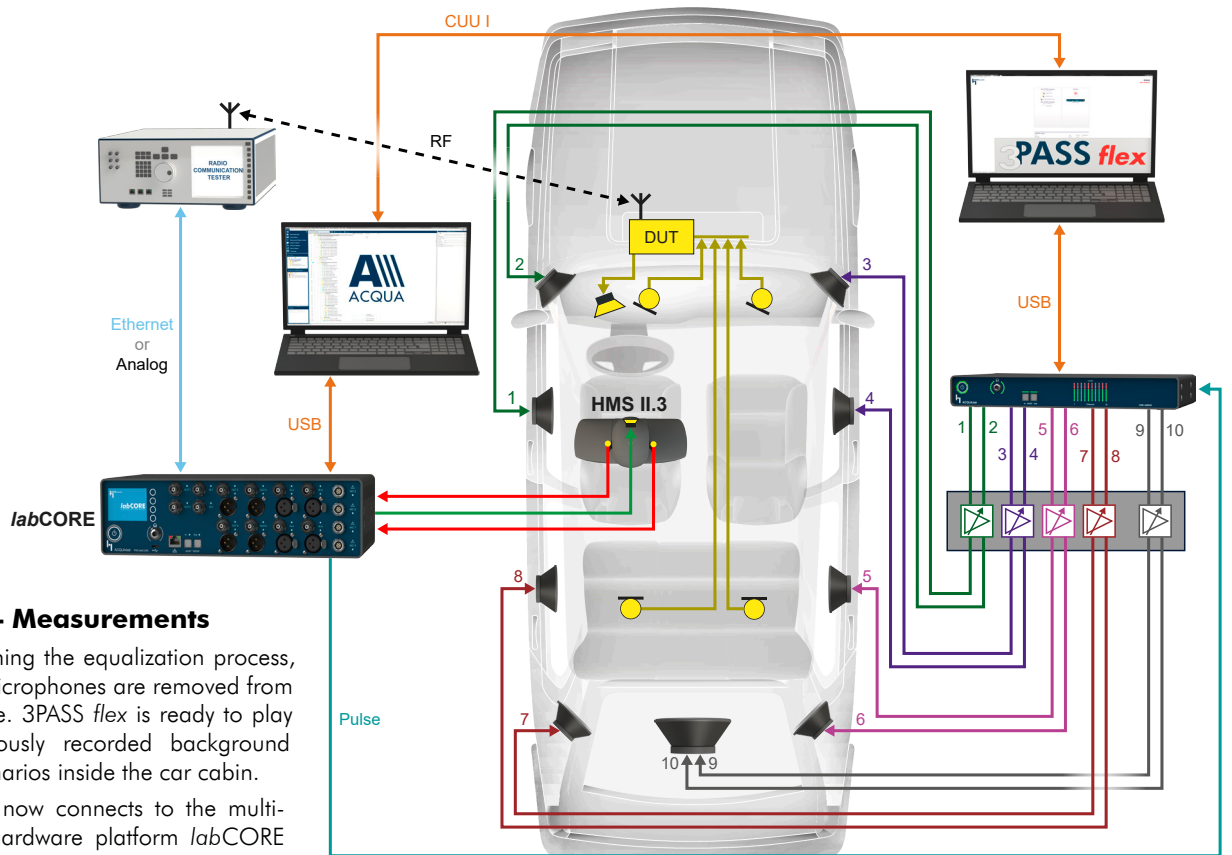 CUU I
RF
RADIO
COMMUNICATION
TESTER
3PASS flex
DUT
ACQUA
2
3
Ethernet
or
Analog
USB
USB
1
4
HMS II.3
1
2
3
4
5
6
7
8
9
10
labCORE
labCORE
8
5
- Measurements
ning the equalization process,
icrophones are removed from
e. 3PASS flex is ready to play
ously recorded background
narios inside the car cabin.
now connects to the multi-
ardware platform labCORE
Pulse
7
6
10
9